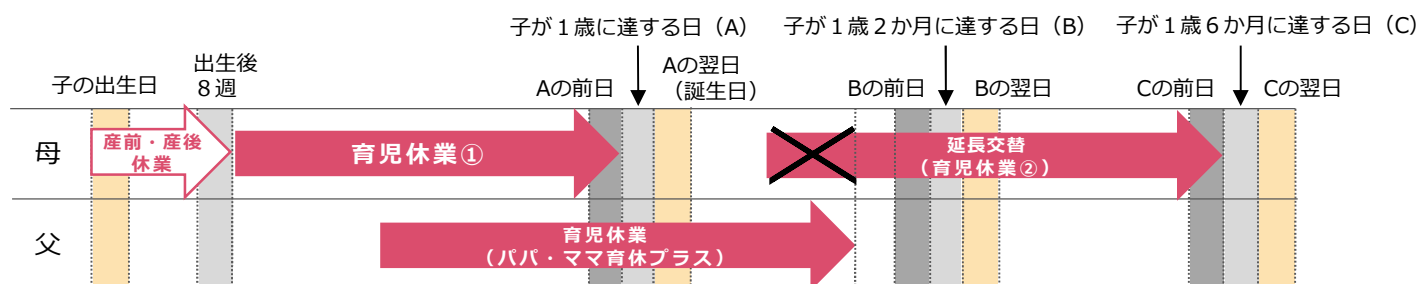 子が１歳に達する日（A）
子が１歳２か月に達する日（B）
子が１歳６か月に達する日（C）
子の出生日
出生後
８週
Aの前日
Aの翌日
（誕生日）
Bの前日
Bの翌日
Cの前日
Cの翌日
母
産前・産後
休業
育児休業①
延長交替
（育児休業②）
父
育児休業
（パパ・ママ育休プラス）